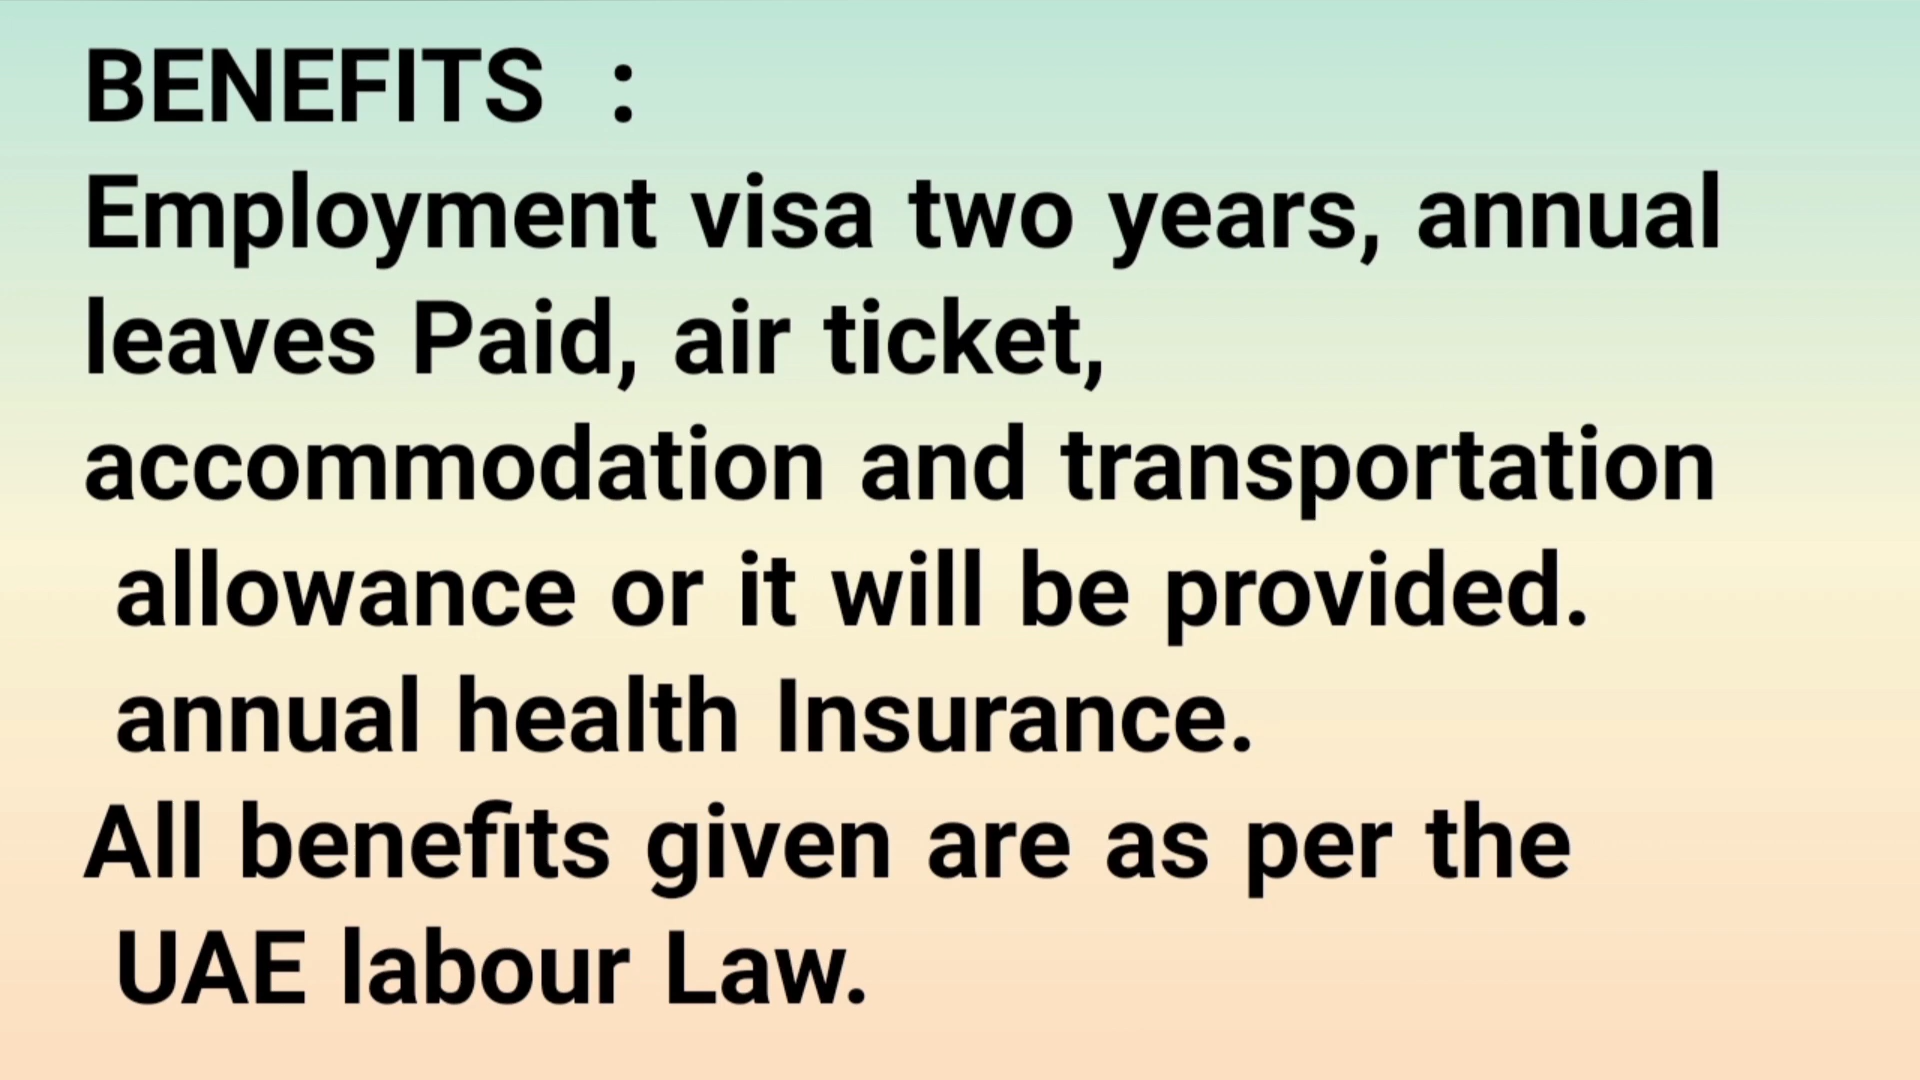 BENEFITS :
Employment visa two years, annual
leaves Paid, air ticket,
accommodation and transportation
allowance or it will be provided.
annual health Insurance.
All benefits given are as per the
UAE labour Law.